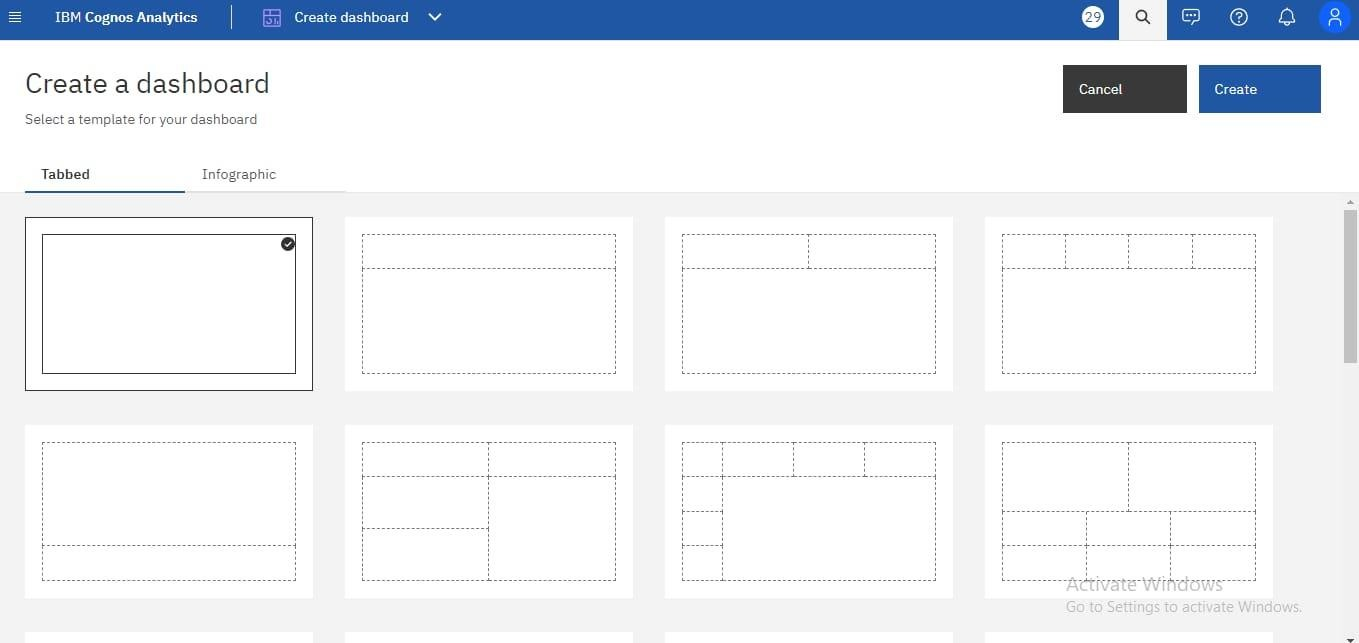 IBM Cognos Analytics
Create dashboard
29
Create a dashboard
Select a template for your dashboard
Cancel
Create
Tabbed
Infographic
Activate Windows
Go to Settings to activate Windows.